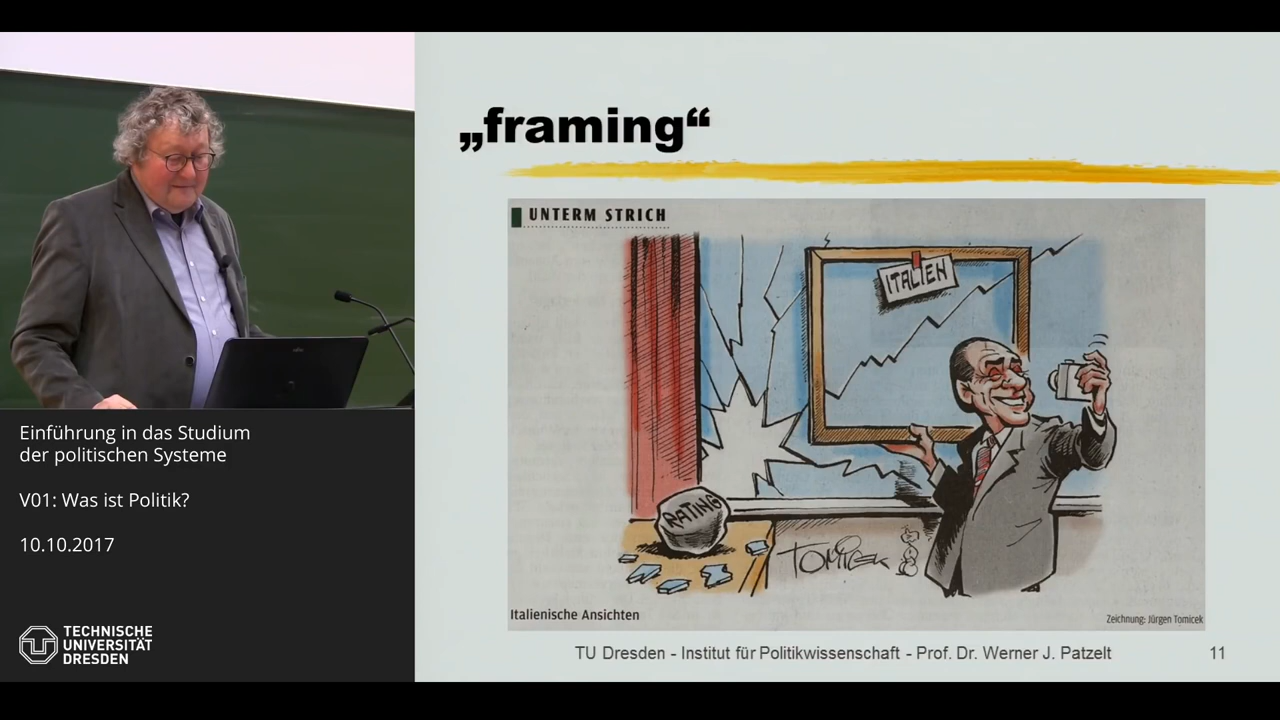 „framing“
UNTERM STRICH
ITALIEN
RATING
TOMICEK
Italienische Ansichten
Zeichnung: Jürgen Tomicek
TU Dresden - Institut für Politikwissenschaft - Prof. Dr. Werner J. Patzelt
11
Einführung in das Studium
der politischen Systeme
V01: Was ist Politik?
10.10.2017
TECHNISCHE
UNIVERSITÄT
DRESDEN